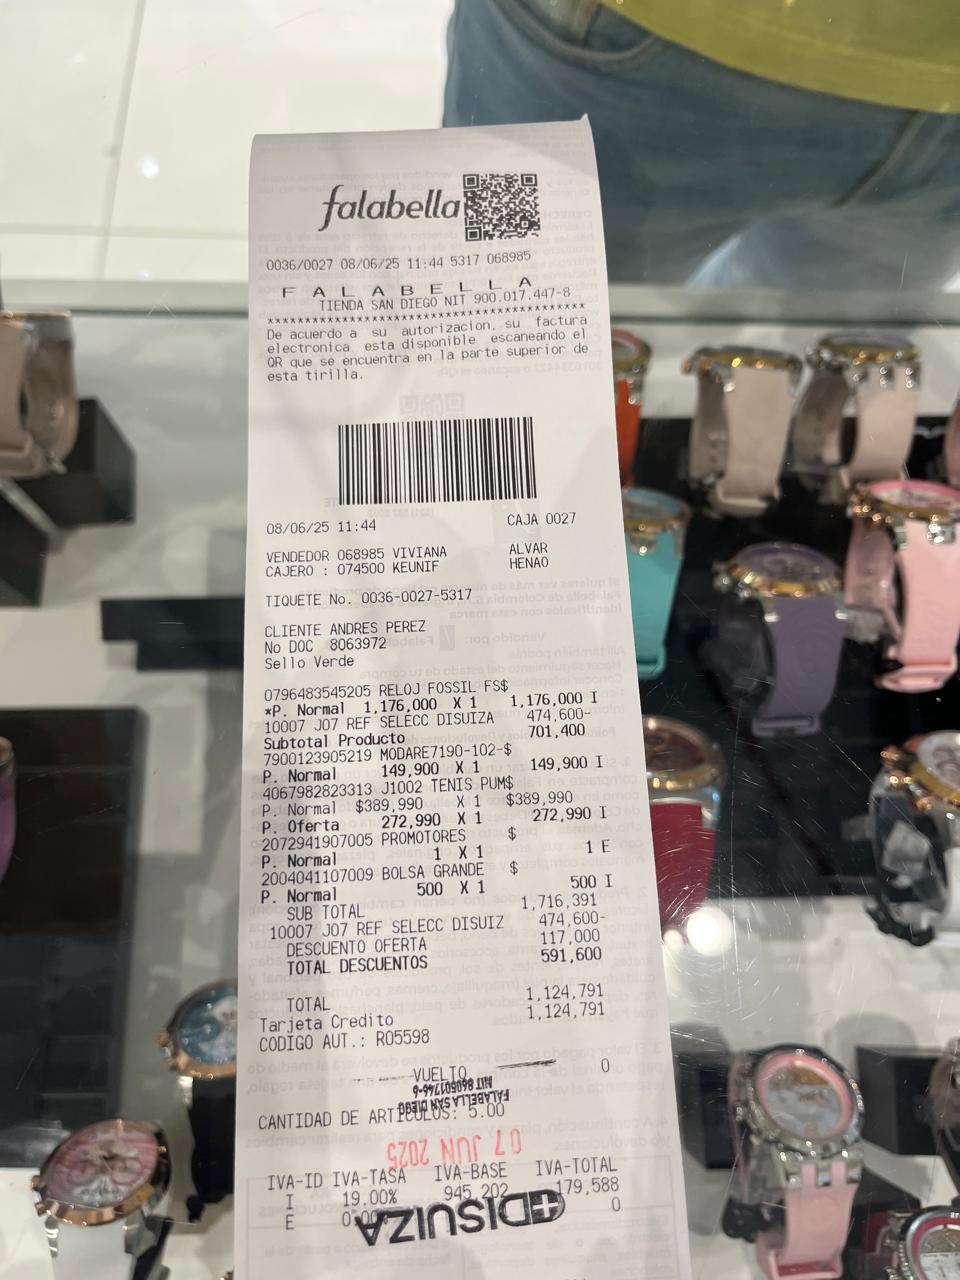 falabella
0036/0027 08/06/25 11:44 5317 068985
F A L A B E L L A
TIENDA SAN DIEGO NIT 900.017.447-8
****************************************
De acuerdo a su autorizacion, su factura
electronica esta disponible escaneando el
QR que se encuentra en la parte superior de
esta tirilla.
08/06/25 11:44 CAJA 0027
VENDEDOR 068985 VIVIANA ALVAR
CAJERO : 074500 KEUNIF HENAO
TIQUETE No. 0036-0027-5317
CLIENTE ANDRES PEREZ
No DOC 8063972
Sello Verde
0796483545205 RELOJ FOSSIL FS$
*P. Normal 1,176,000 X 1 1,176,000 I
10007 J07 REF SELECC DISUIZA 474,600-
Subtotal Producto 701,400
7900123905219 MODARE7190-102-$
P. Normal 149,900 X 1 149,900 I
4067982823313 J1002 TENIS PUM$
P. Normal $389,990 X 1 $389,990
P. Oferta 272,990 X 1 272,990 I
2072941907005 PROMOTORES $
P. Normal 1 X 1 1 E
2004041107009 BOLSA GRANDE $
P. Normal 500 X 1 500 I
SUB TOTAL 1,716,391
10007 J07 REF SELECC DISUIZ 474,600-
DESCUENTO OFERTA 117,000
TOTAL DESCUENTOS 591,600
TOTAL 1,124,791
Tarjeta Credito 1,124,791
CODIGO AUT.: R05598
VUELTO 0
FALABELLA SAN DIEGO
NIT 860501746-6
CANTIDAD DE ARTICULOS: 5.00
07 JUN 2025
IVA-ID IVA-TASA IVA-BASE IVA-TOTAL
I 19.00% 945,202 179,588
E 0.00% 0
DISUIZA